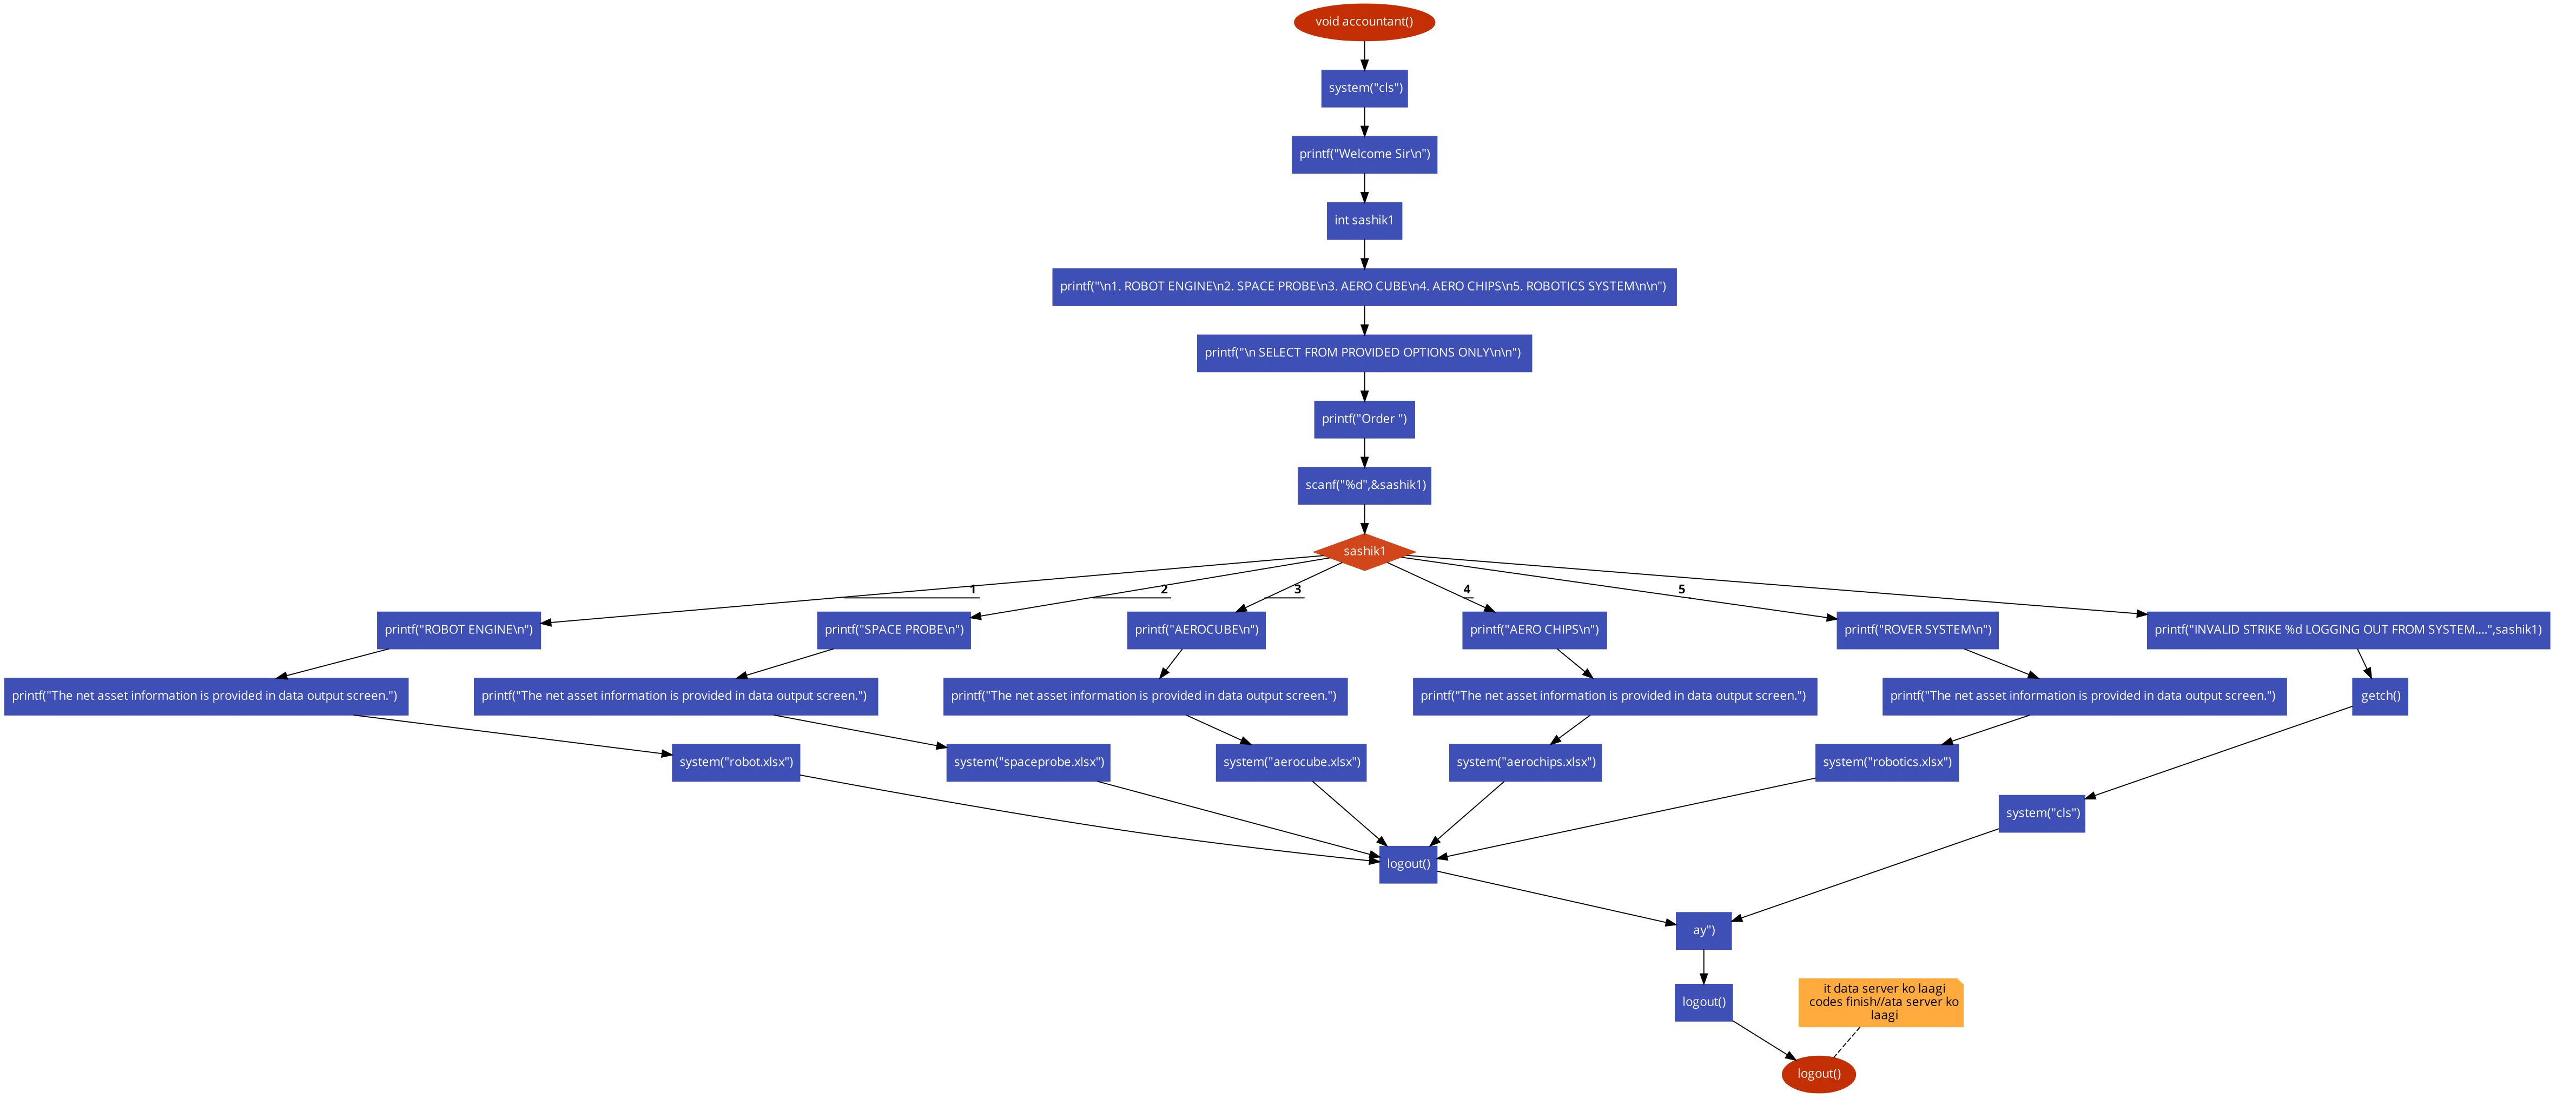 void accountant()
system("cls")
printf("Welcome Sir\n")
int sashik1
printf("\n1. ROBOT ENGINE\n2. SPACE PROBE\n3. AERO CUBE\n4. AERO CHIPS\n5. ROBOTICS SYSTEM\n\n")
printf("\n SELECT FROM PROVIDED OPTIONS ONLY\n\n")
printf("Order ")
scanf("%d",&sashik1)
sashik1
1
2
3
4
5
printf("ROBOT ENGINE\n")
printf("SPACE PROBE\n")
printf("AEROCUBE\n")
printf("AERO CHIPS\n")
printf("ROVER SYSTEM\n")
printf("INVALID STRIKE %d LOGGING OUT FROM SYSTEM....",sashik1)
printf("The net asset information is provided in data output screen.")
printf("The net asset information is provided in data output screen.")
printf("The net asset information is provided in data output screen.")
printf("The net asset information is provided in data output screen.")
printf("The net asset information is provided in data output screen.")
getch()
system("robot.xlsx")
system("spaceprobe.xlsx")
system("aerocube.xlsx")
system("aerochips.xlsx")
system("robotics.xlsx")
system("cls")
logout()
ay")
logout()
it data server ko laagi
codes finish//ata server ko
laagi
logout()